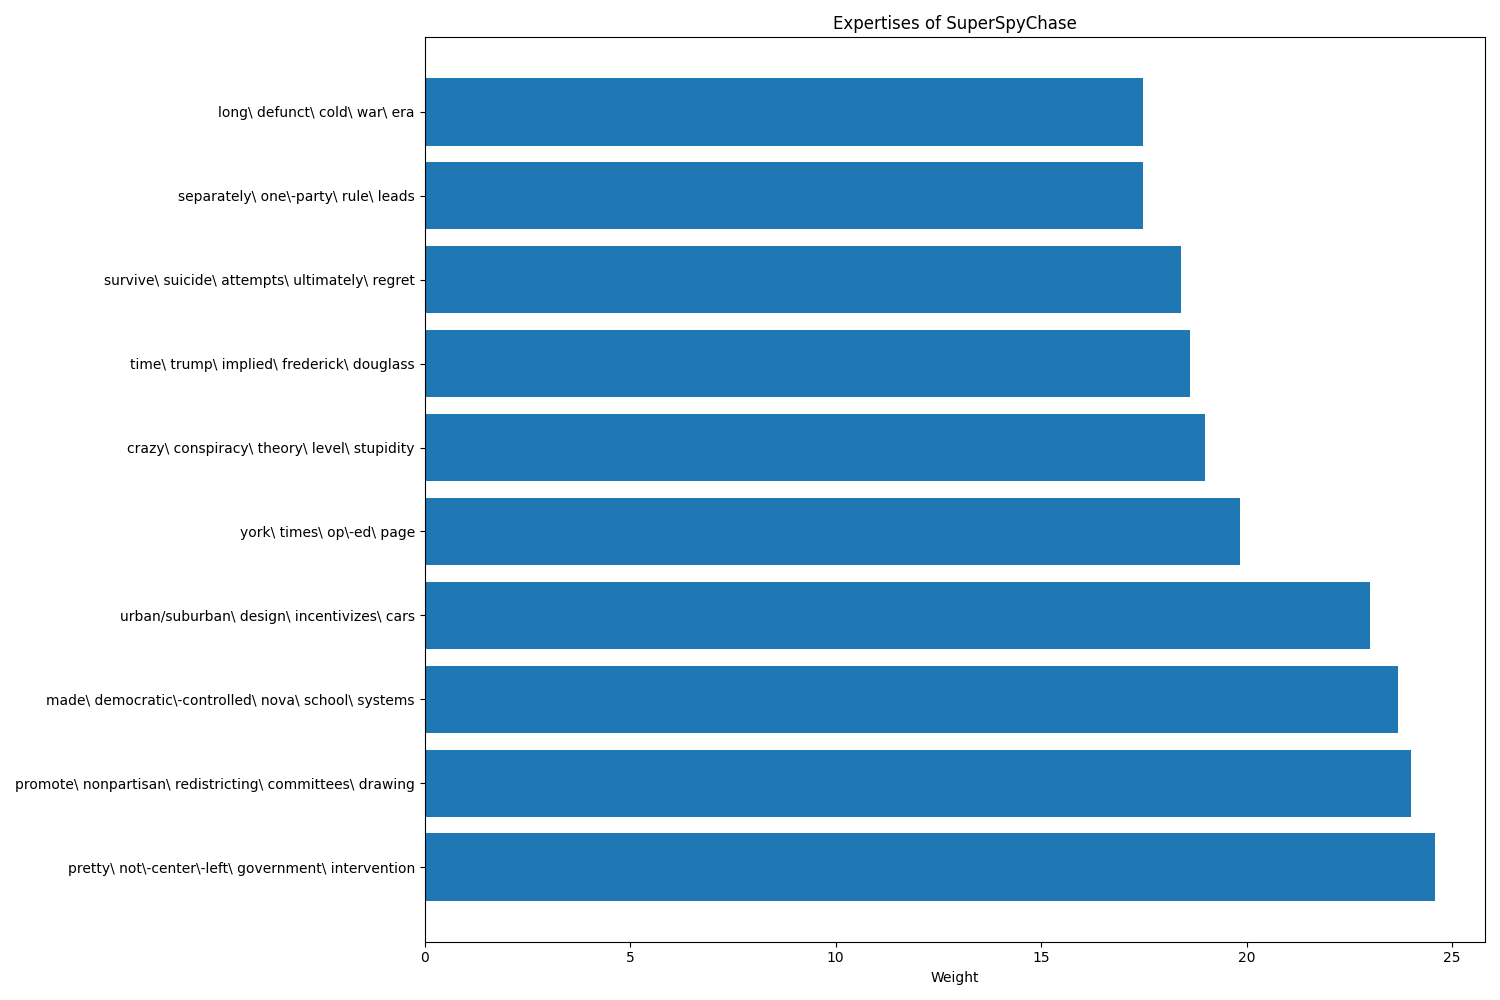 Expertises of SuperSpyChase
long\ defunct\ cold\ war\ era
separately\ one\-party\ rule\ leads
survive\ suicide\ attempts\ ultimately\ regret
time\ trump\ implied\ frederick\ douglass
crazy\ conspiracy\ theory\ level\ stupidity
york\ times\ op\-ed\ page
urban/suburban\ design\ incentivizes\ cars
made\ democratic\-controlled\ nova\ school\ systems
promote\ nonpartisan\ redistricting\ committees\ drawing
pretty\ not\-center\-left\ government\ intervention
0 5 10 15 20 25
Weight